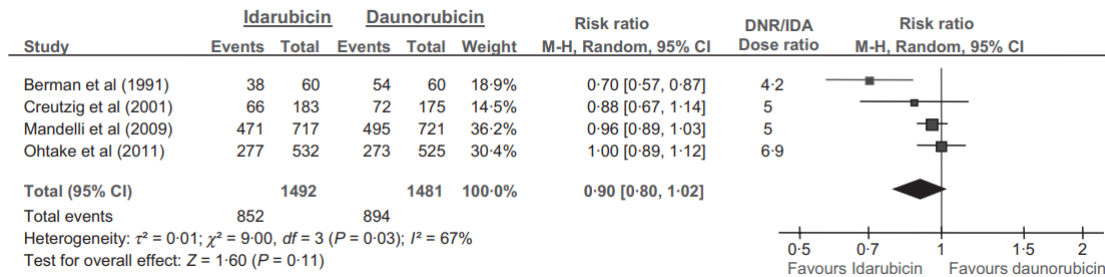 Idarubicin Daunorubicin Risk ratio DNR/IDA Risk ratio
Study Events Total Events Total Weight M-H, Random, 95% CI Dose ratio M-H, Random, 95% CI
Berman et al (1991) 38 60 54 60 18·9% 0·70 [0·57, 0·87] 4·2
Creutzig et al (2001) 66 183 72 175 14·5% 0·88 [0·67, 1·14] 5
Mandelli et al (2009) 471 717 495 721 36·2% 0·96 [0·89, 1·03] 5
Ohtake et al (2011) 277 532 273 525 30·4% 1·00 [0·89, 1·12] 6·9
Total (95% CI) 1492 1481 100·0% 0·90 [0·80, 1·02]
Total events 852 894
Heterogeneity: τ² = 0·01; χ² = 9·00, df = 3 (P = 0·03); I² = 67%
Test for overall effect: Z = 1·60 (P = 0·11)
0·5 0·7 1 1·5 2
Favours Idarubicin Favours daunorubicin